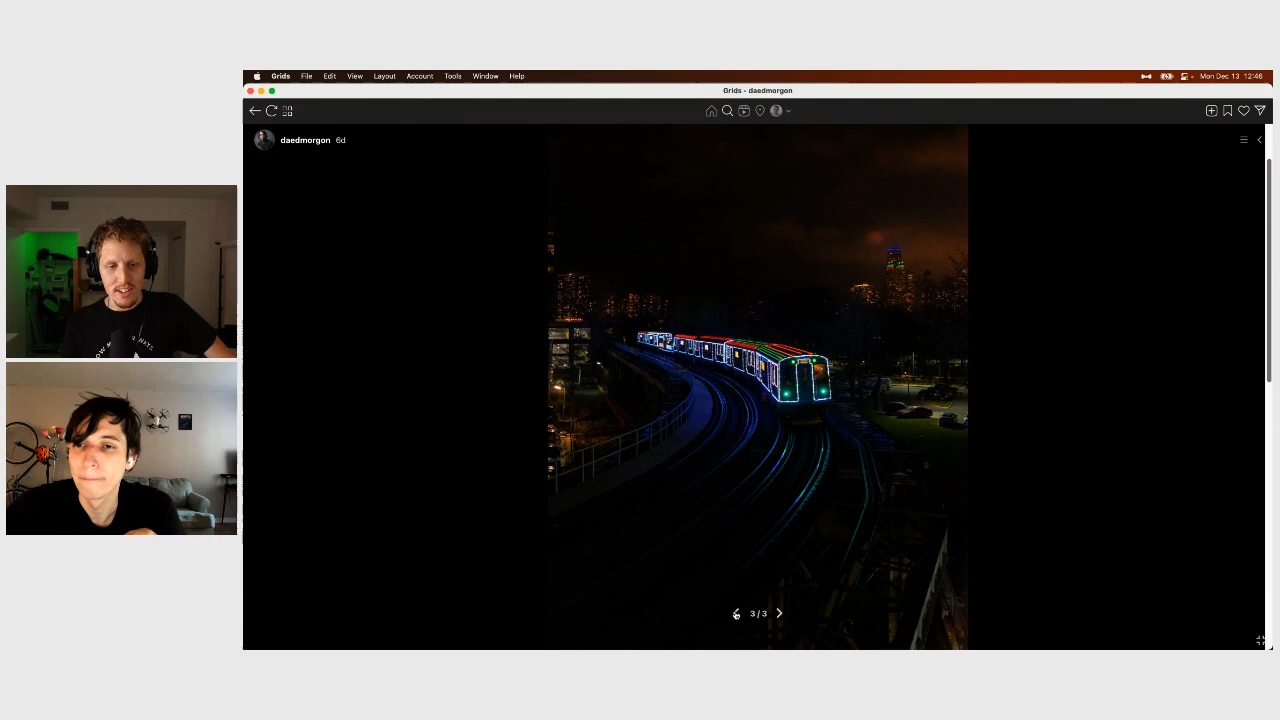 Grids File Edit View Layout Account Tools Window Help
Mon Dec 13 12:46
Grids - daedmorgon
daedmorgon 6d
3/3